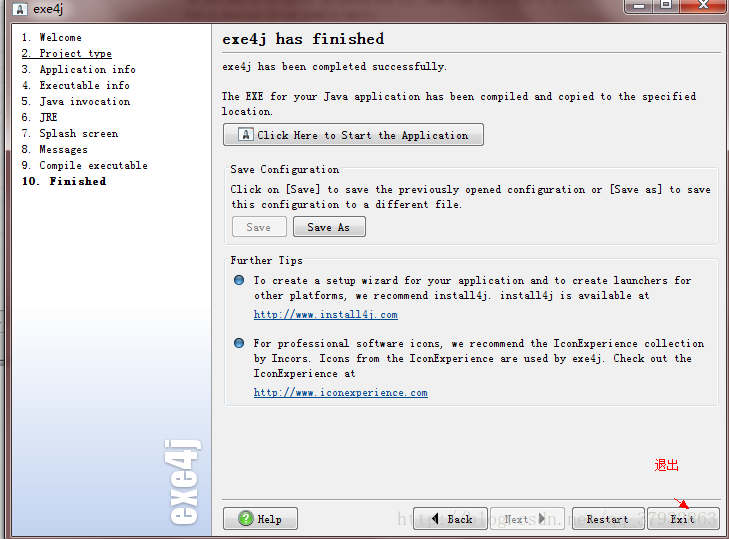 exe4j
1. Welcome
2. Project type
3. Application info
4. Executable info
5. Java invocation
6. JRE
7. Splash screen
8. Messages
9. Compile executable
10. Finished
exe4j
exe4j has finished
exe4j has been completed successfully.
The EXE for your Java application has been compiled and copied to the specified
location.
Click Here to Start the Application
Save Configuration
Click on [Save] to save the previously opened configuration or [Save as] to save
this configuration to a different file.
Save Save As
Further Tips
To create a setup wizard for your application and to create launchers for
other platforms, we recommend install4j. install4j is available at
http://www.install4j.com
For professional software icons, we recommend the IconExperience collection
by Incors. Icons from the IconExperience are used by exe4j. Check out the
IconExperience at
http://www.iconexperience.com
退出
Help Back Next Restart Exit